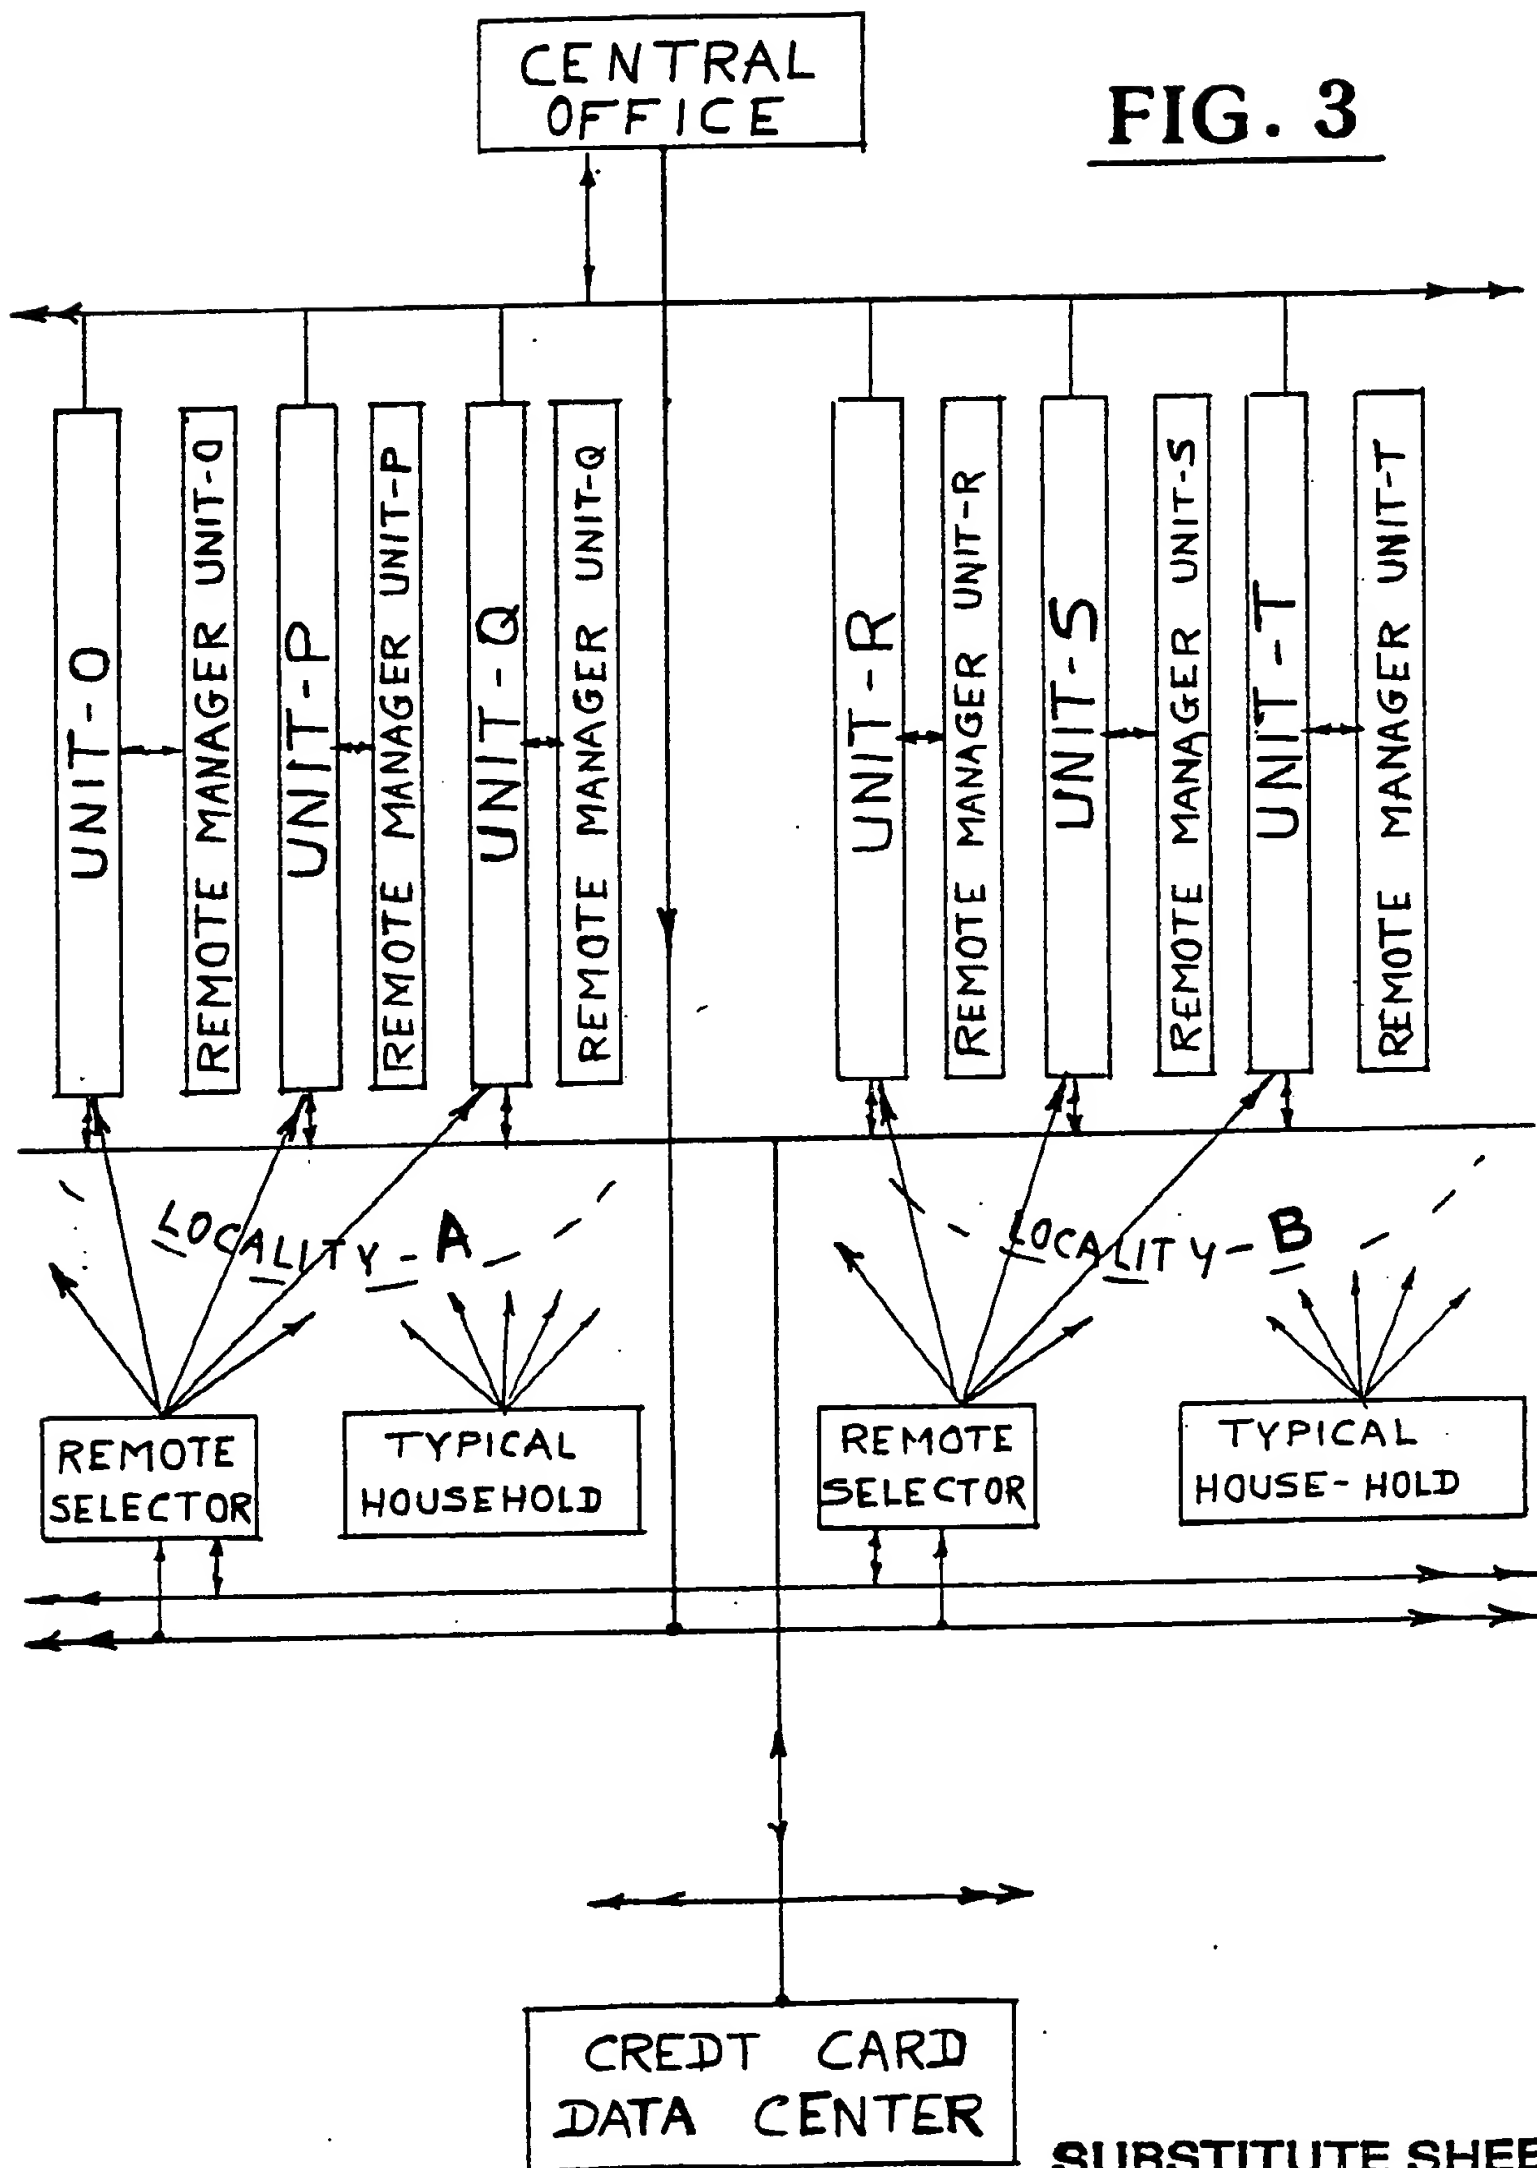 CENTRAL
OFFICE
FIG. 3
UNIT-O
REMOTE MANAGER UNIT-O
UNIT-P
REMOTE MANAGER UNIT-P
UNIT-Q
REMOTE MANAGER UNIT-Q
UNIT-R
REMOTE MANAGER UNIT-R
UNIT-S
REMOTE MANAGER UNIT-S
UNIT-T
REMOTE MANAGER UNIT-T
LOCALITY-A
LOCALITY-B
REMOTE
SELECTOR
TYPICAL
HOUSEHOLD
REMOTE
SELECTOR
TYPICAL
HOUSE-HOLD
CREDT CARD
DATA CENTER
SUBSTITUTE SHEE